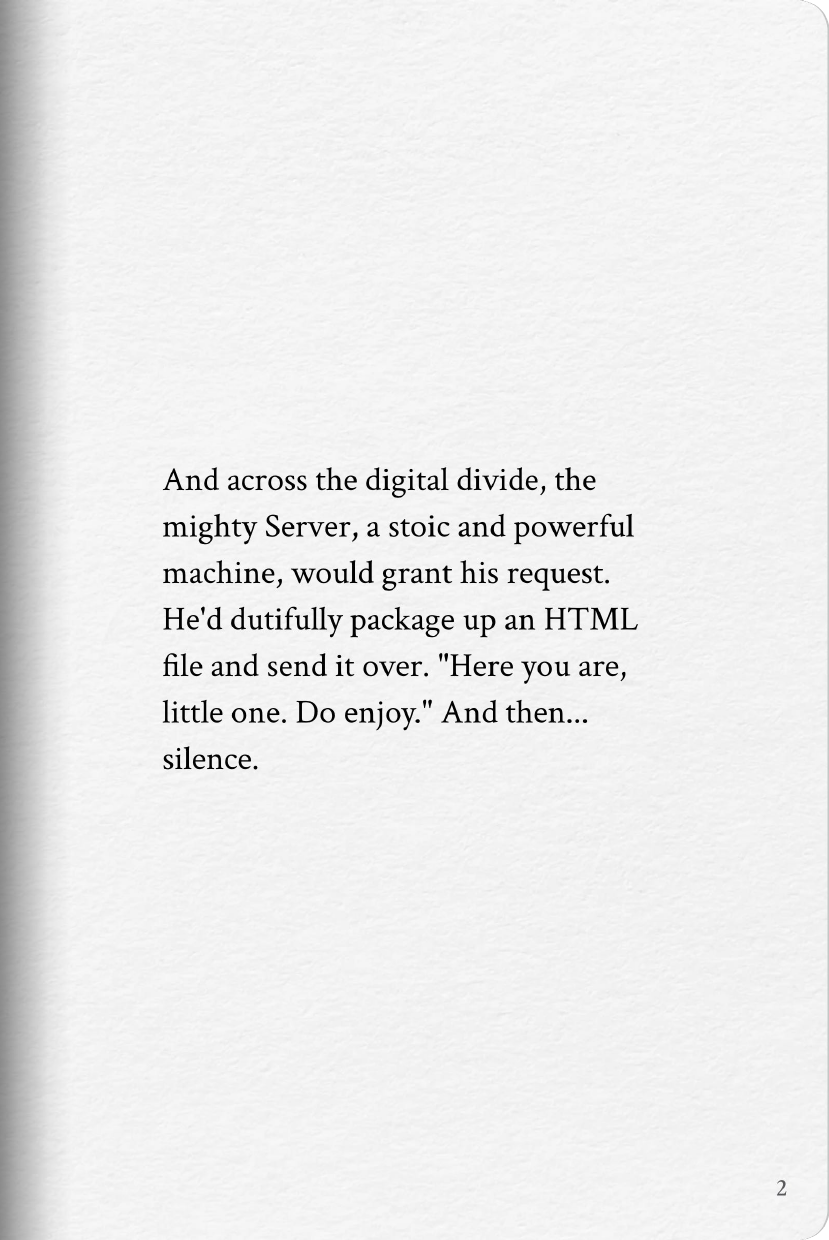 And across the digital divide, the
mighty Server, a stoic and powerful
machine, would grant his request.
He'd dutifully package up an HTML
file and send it over. "Here you are,
little one. Do enjoy." And then...
silence.
2